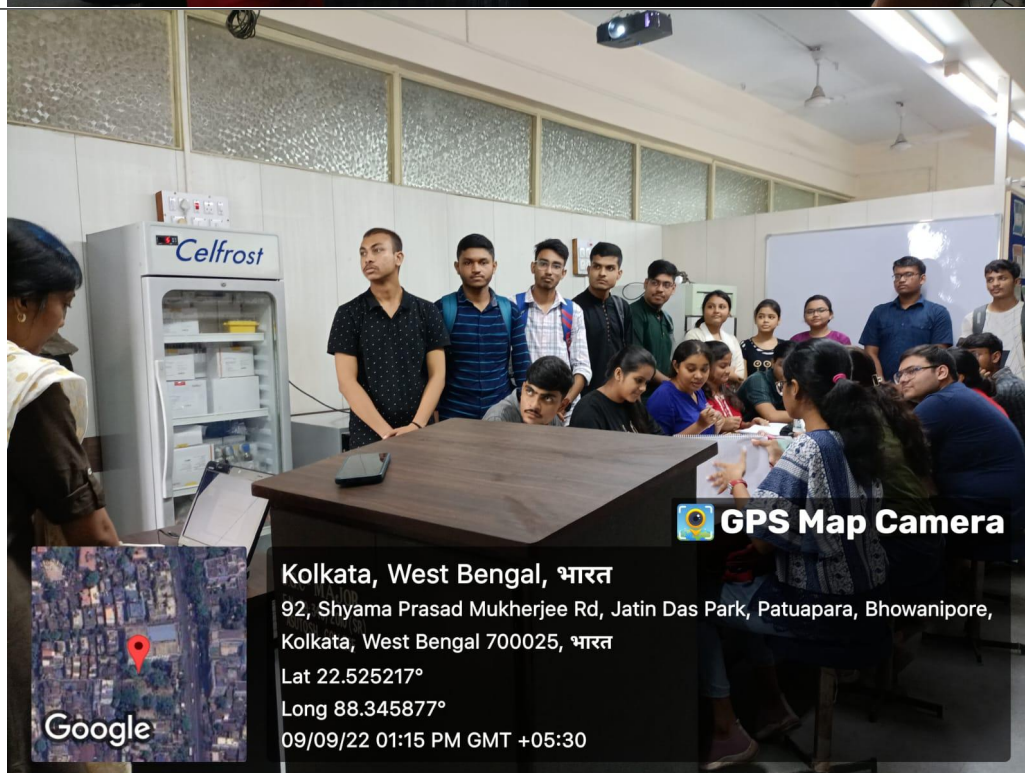 Celfrost
GPS Map Camera
Kolkata, West Bengal, भारत
92, Shyama Prasad Mukherjee Rd, Jatin Das Park, Patuapara, Bhowanipore,
Kolkata, West Bengal 700025, भारत
Lat 22.525217°
Long 88.345877°
09/09/22 01:15 PM GMT +05:30
Google
MAJOR